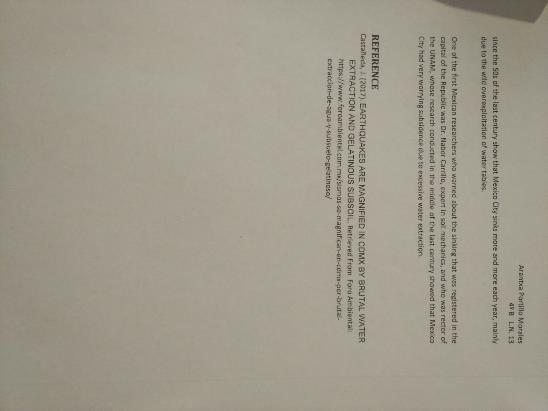 Arantxa Portillo Morales
4º B L.N. 13
since the 50s of the last century show that Mexico City sinks more and more each year, mainly
due to the wild overexploitation of water tables.
One of the first Mexican researchers who warned about the sinking that was registered in the
capital of the Republic was Dr. Nabor Carrillo, expert in soil mechanics, and who was rector of
the UNAM, whose research conducted in the middle of the last century showed that Mexico
City had very worrying subsidence due to excessive water extraction.
REFERENCE
Castañeda, J. (2017). EARTHQUAKES ARE MAGNIFIED IN CDMX BY BRUTAL WATER
EXTRACTION AND GELATINOUS SUBSOIL. Retrieved From Foro Ambiental:
https://www.foroambiental.com.mx/sismos-se-magnifican-en-cdmx-por-brutal-
extraccion-de-agua-y-subsuelo-gelatinoso/